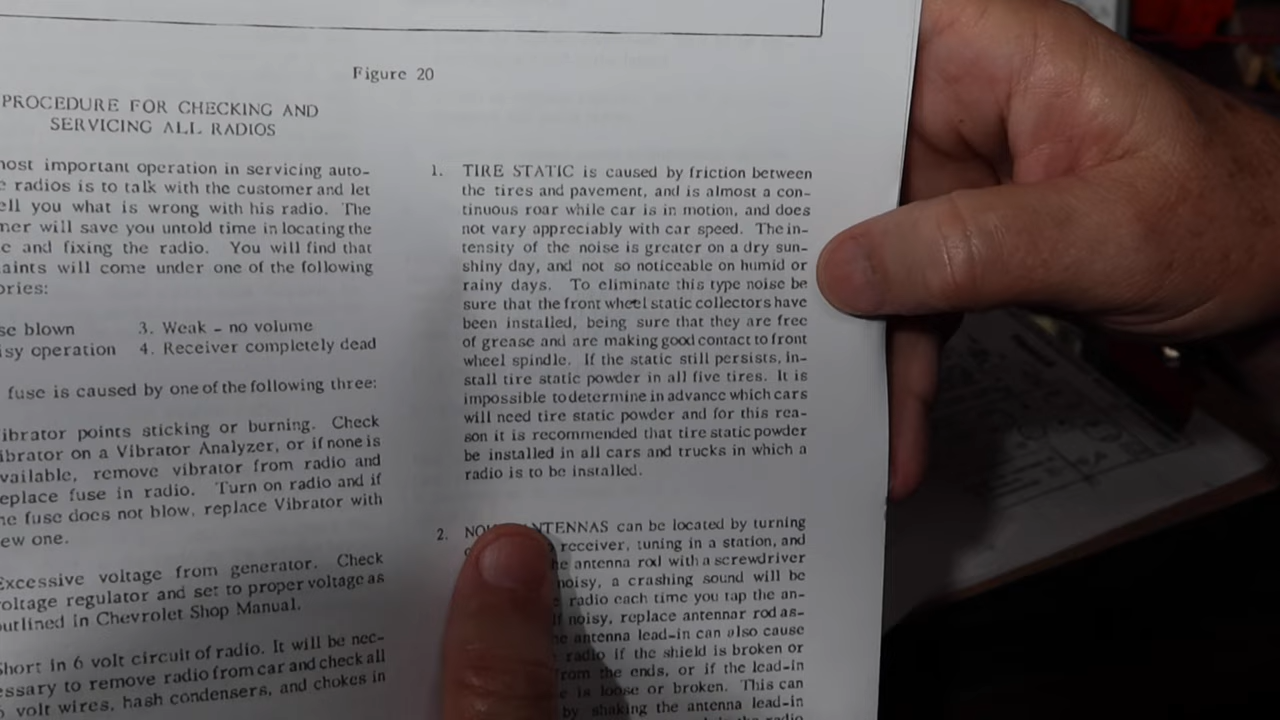 Figure 20
PROCEDURE FOR CHECKING AND
SERVICING ALL RADIOS
most important operation in servicing auto-
radios is to talk with the customer and let
ell you what is wrong with his radio. The
mer will save you untold time in locating the
and fixing the radio. You will find that
aints will come under one of the following
ories:
se blown 3. Weak - no volume
isy operation 4. Receiver completely dead
fuse is caused by one of the following three:
ibrator points sticking or burning. Check
ibrator on a Vibrator Analyzer, or if none is
vailable, remove vibrator from radio and
eplace fuse in radio. Turn on radio and if
he fuse does not blow, replace Vibrator with
ew one.
Excessive voltage from generator. Check
voltage regulator and set to proper voltage as
outlined in Chevrolet Shop Manual.
Short in 6 volt circuit of radio. It will be nec-
essary to remove radio from car and check all
6 volt wires, hash condensers, and chokes in
1. TIRE STATIC is caused by friction between
the tires and pavement, and is almost a con-
tinuous roar while car is in motion, and does
not vary appreciably with car speed. The in-
tensity of the noise is greater on a dry sun-
shiny day, and not so noticeable on humid or
rainy days. To eliminate this type noise be
sure that the front wheel static collectors have
been installed, being sure that they are free
of grease and are making good contact to front
wheel spindle. If the static still persists, in-
stall tire static powder in all five tires. It is
impossible to determine in advance which cars
will need tire static powder and for this rea-
son it is recommended that tire static powder
be installed in all cars and trucks in which a
radio is to be installed.
2. ANTENNAS can be located by turning
receiver, tuning in a station, and
the antenna rod with a screwdriver
noisy, a crashing sound will be
radio each time you tap the an-
If noisy, replace antennar rod as-
he antenna lead-in can also cause
radio if the shield is broken or
from the ends, or if the lead-in
is loose or broken. This can
by shaking the antenna lead-in
the radio